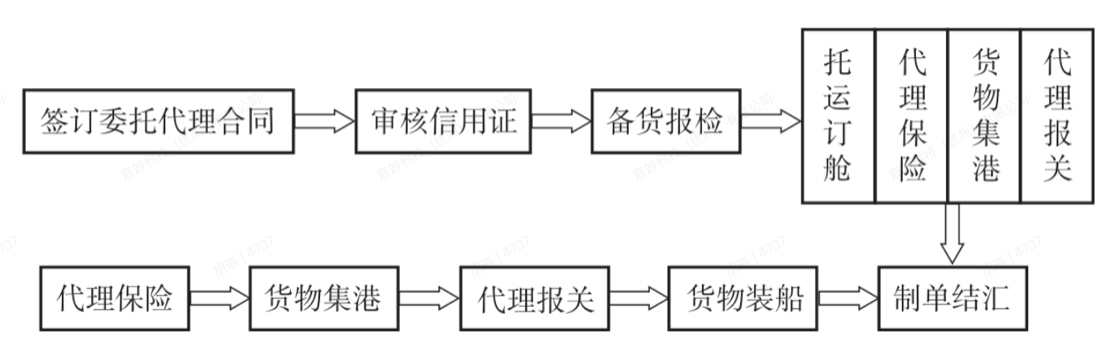 签订委托代理合同
审核信用证
备货报检
托运订舱
代理保险
货物集港
代理报关
代理保险
货物集港
代理报关
货物装船
制单结汇